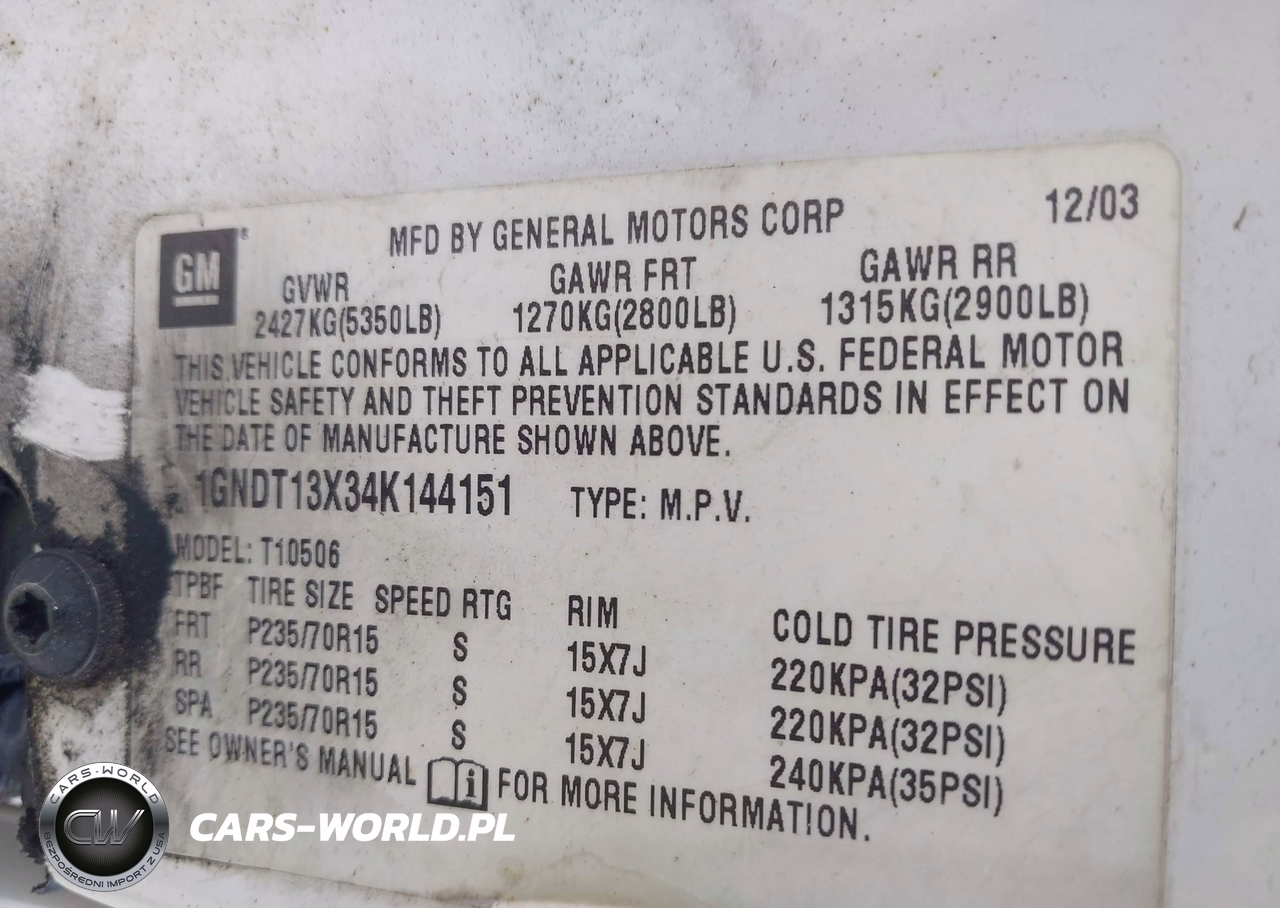 GM®
MFD BY GENERAL MOTORS CORP 12/03
GVWR GAWR FRT GAWR RR
2427KG(5350LB) 1270KG(2800LB) 1315KG(2900LB)
THIS VEHICLE CONFORMS TO ALL APPLICABLE U.S. FEDERAL MOTOR
VEHICLE SAFETY AND THEFT PREVENTION STANDARDS IN EFFECT ON
THE DATE OF MANUFACTURE SHOWN ABOVE.
1GNDT13X34K144151 TYPE: M.P.V.
MODEL: T10506
TPBF TIRE SIZE SPEED RTG RIM COLD TIRE PRESSURE
FRT P235/70R15 S 15X7J 220KPA(32PSI)
RR P235/70R15 S 15X7J 220KPA(32PSI)
SPA P235/70R15 S 15X7J 240KPA(35PSI)
SEE OWNER'S MANUAL i FOR MORE INFORMATION.
CARS-WORLD
CW
BEZPOŚREDNI IMPORT Z USA
CARS-WORLD.PL